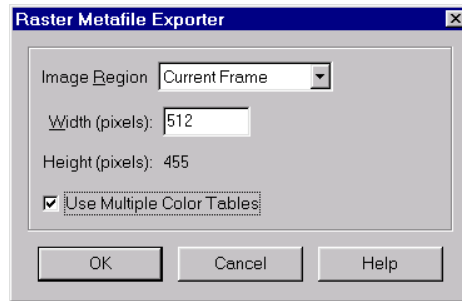 Raster Metafile Exporter
Image Region Current Frame
Width (pixels): 512
Height (pixels): 455
Use Multiple Color Tables
OK Cancel Help